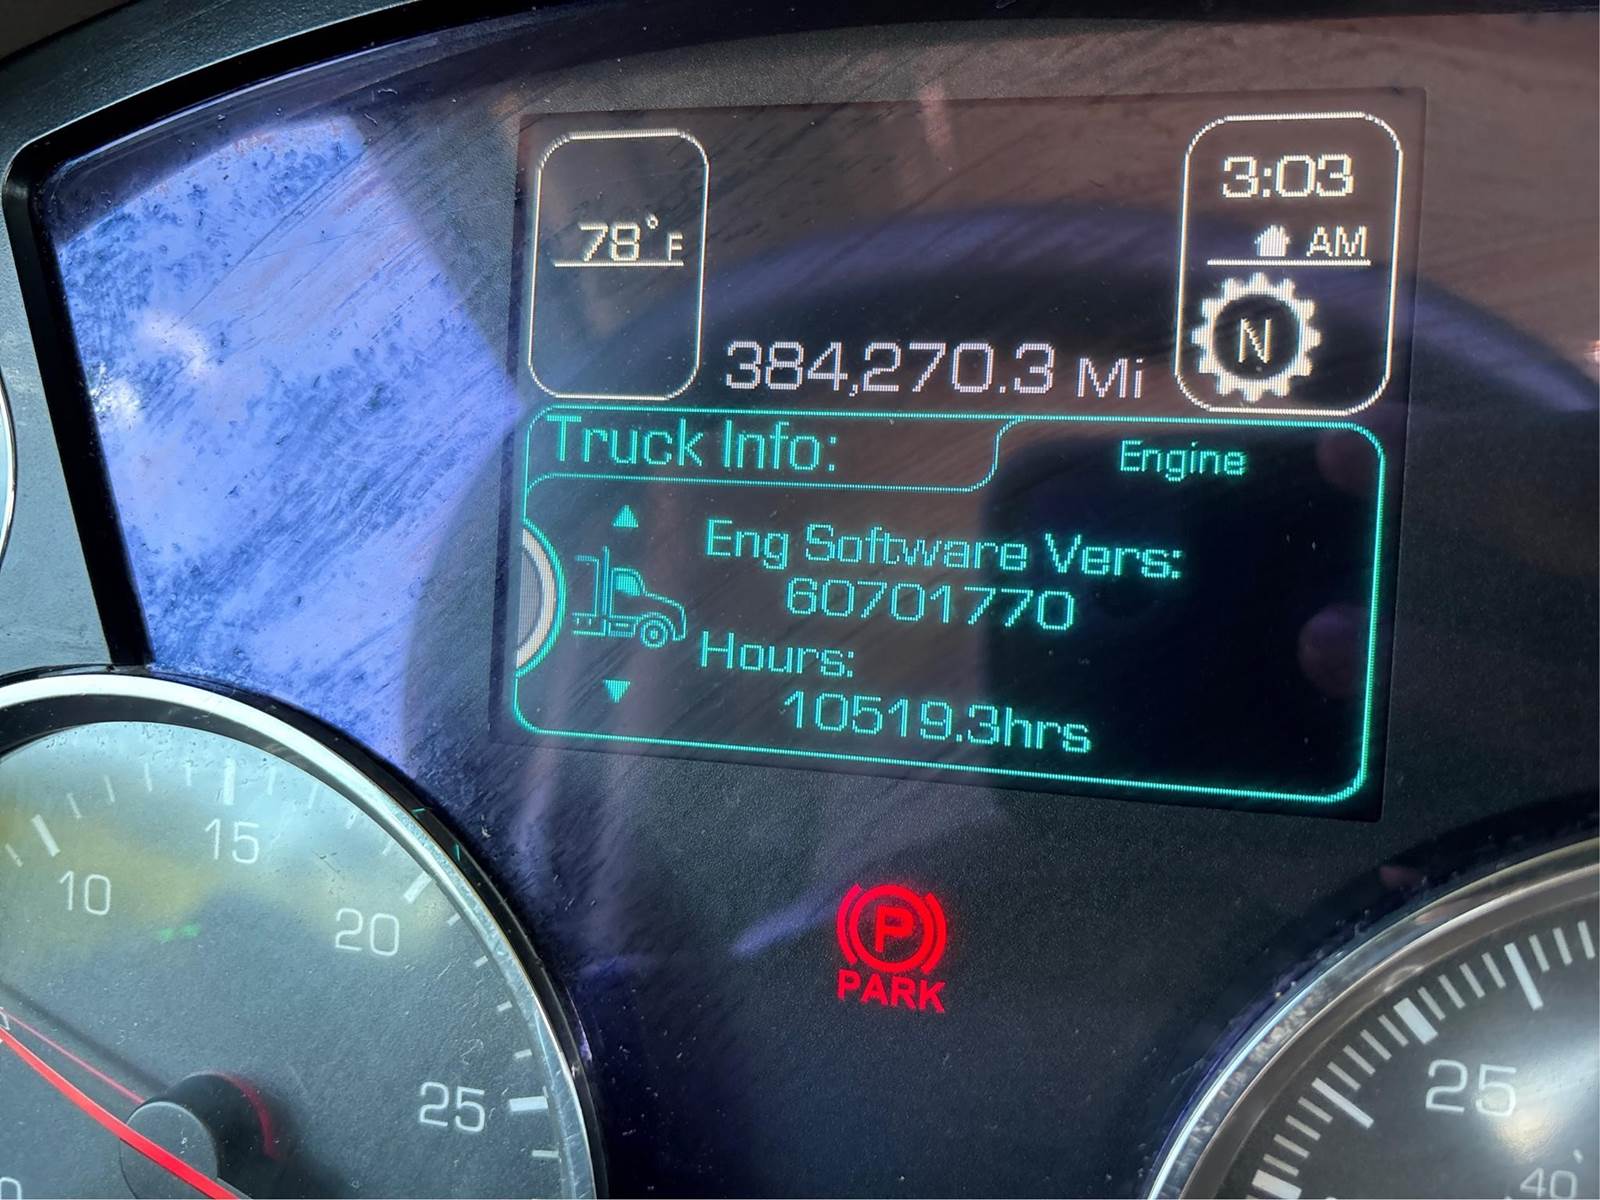 78°F
3:03
AM
N
384,270.3 Mi
Truck Info:
Engine
Eng Software Vers:
60701770
Hours:
10519.3hrs
P
PARK
10
15
20
25
25
40